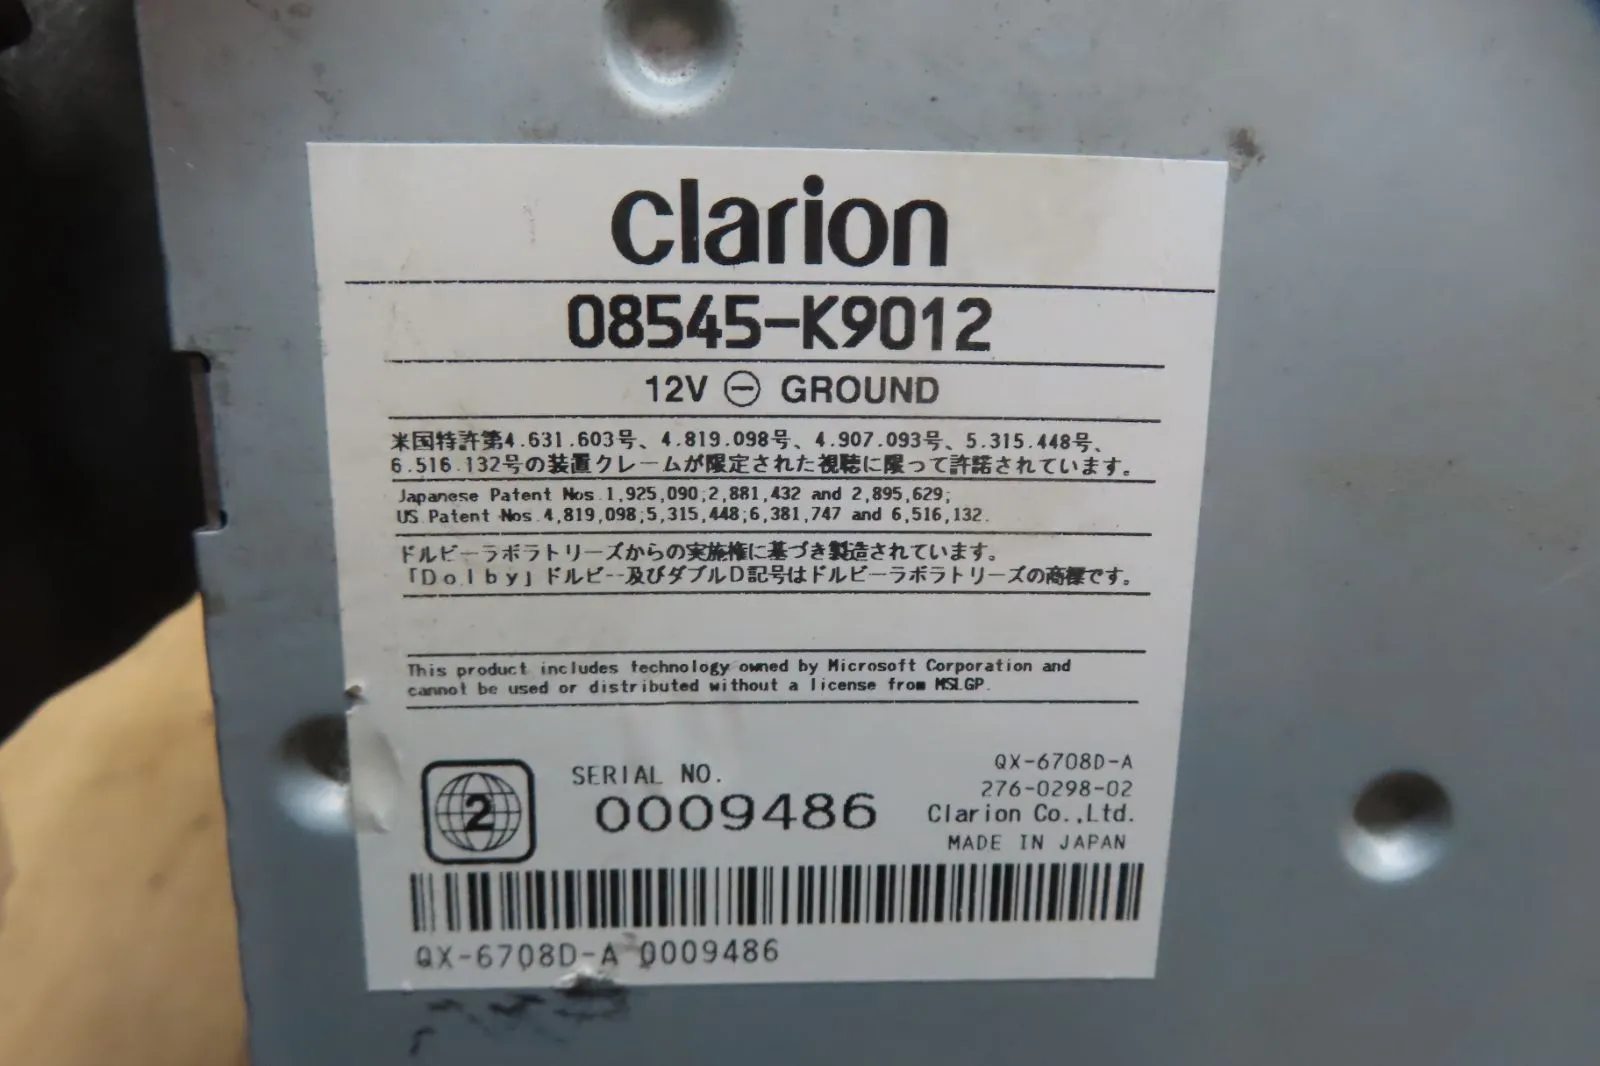 clarion
08545-K9012
12V ⊖ GROUND
米国特許第4.631.603号、4.819.098号、4.907.093号、5.315.448号、
6.516.132号の装置クレームが限定された視聴に限って許諾されています。
Japanese Patent Nos.1,925,090;2,881,432 and 2,895,629;
US Patent Nos.4,819,098;5,315,448;6,381,747 and 6,516,132.
ドルビーラボラトリーズからの実施権に基づき製造されています。
「Dolby」ドルビー及びダブルD記号はドルビーラボラトリーズの商標です。
This product includes technology owned by Microsoft Corporation and
cannot be used or distributed without a license from MSLGP.
2
SERIAL NO.
0009486
QX-6708D-A
276-0298-02
Clarion Co.,Ltd.
MADE IN JAPAN
QX-6708D-A 0009486